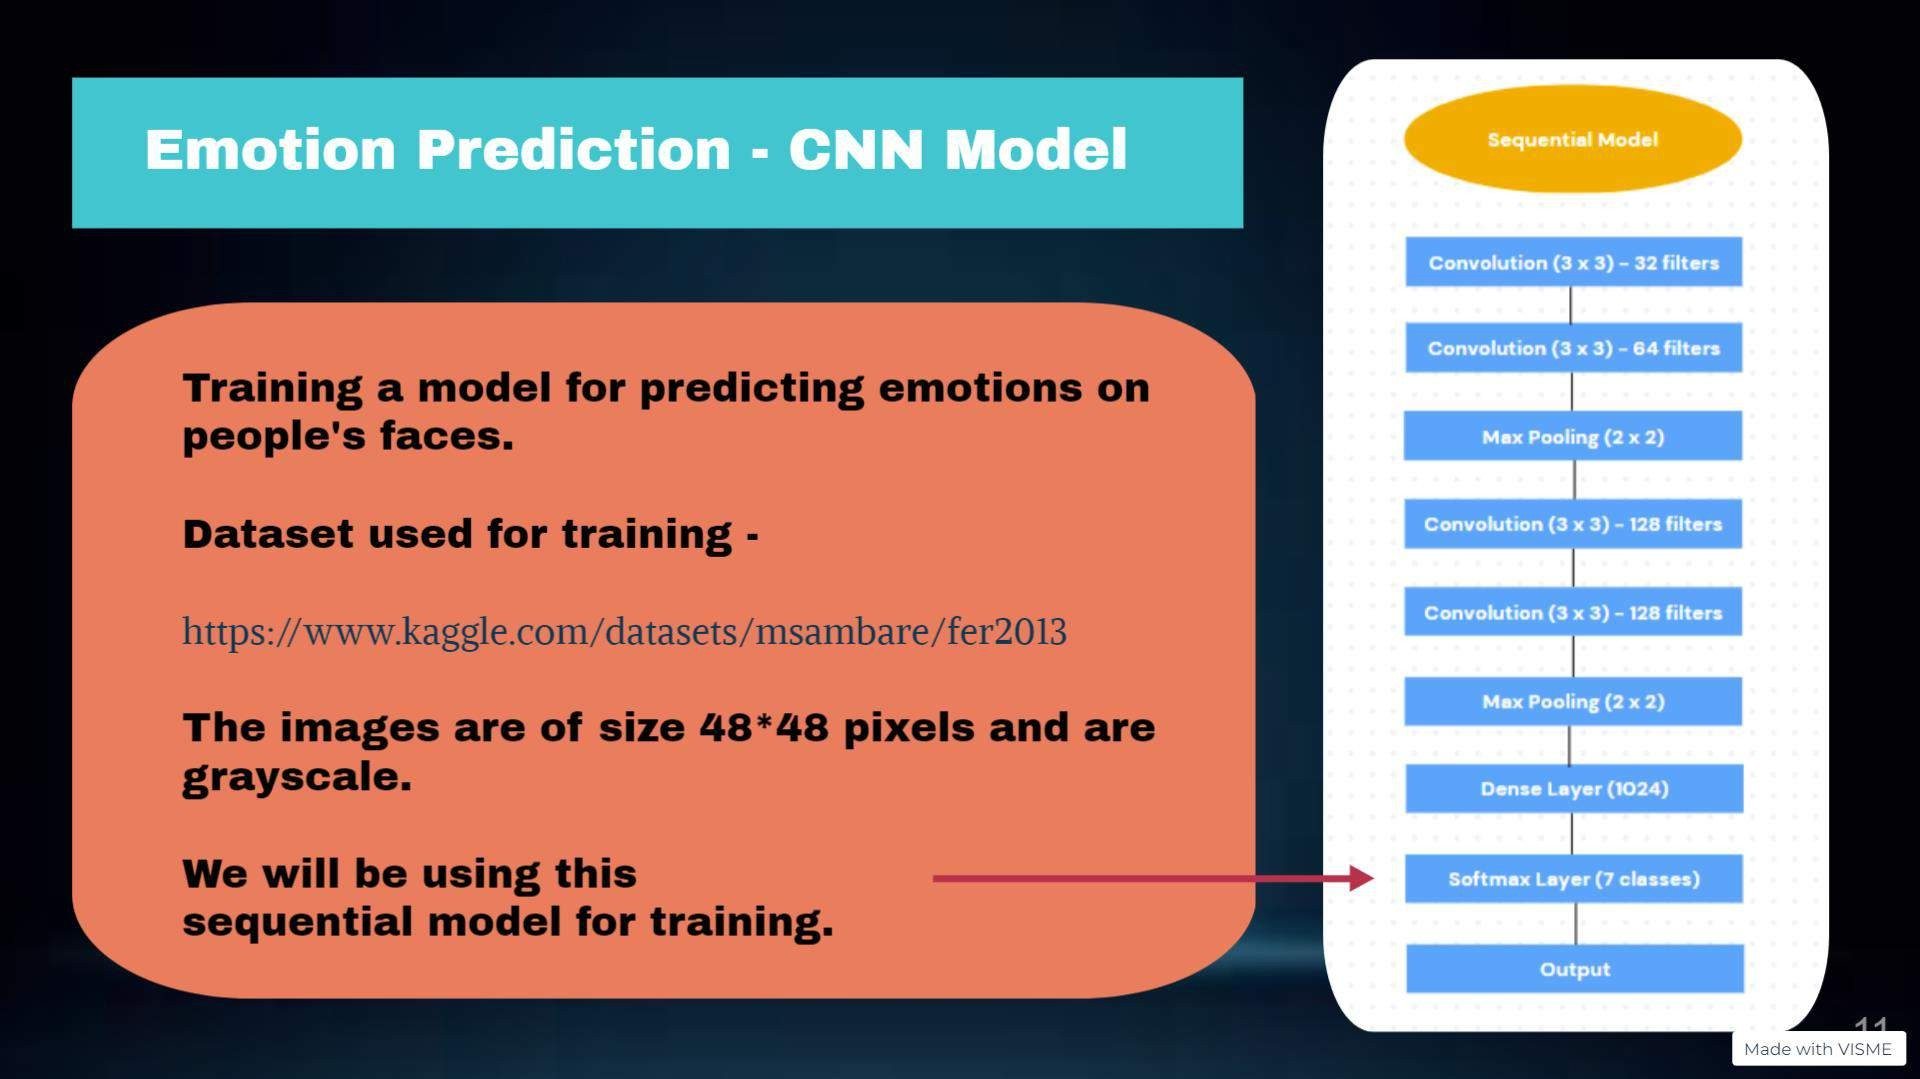 Emotion Prediction - CNN Model
Training a model for predicting emotions on
people's faces.
Dataset used for training -
https://www.kaggle.com/datasets/msambare/fer2013
The images are of size 48*48 pixels and are
grayscale.
We will be using this
sequential model for training.
Sequential Model
Convolution (3 x 3) - 32 filters
Convolution (3 x 3) - 64 filters
Max Pooling (2 x 2)
Convolution (3 x 3) - 128 filters
Convolution (3 x 3) - 128 filters
Max Pooling (2 x 2)
Dense Layer (1024)
Softmax Layer (7 classes)
Output
11
Made with VISME